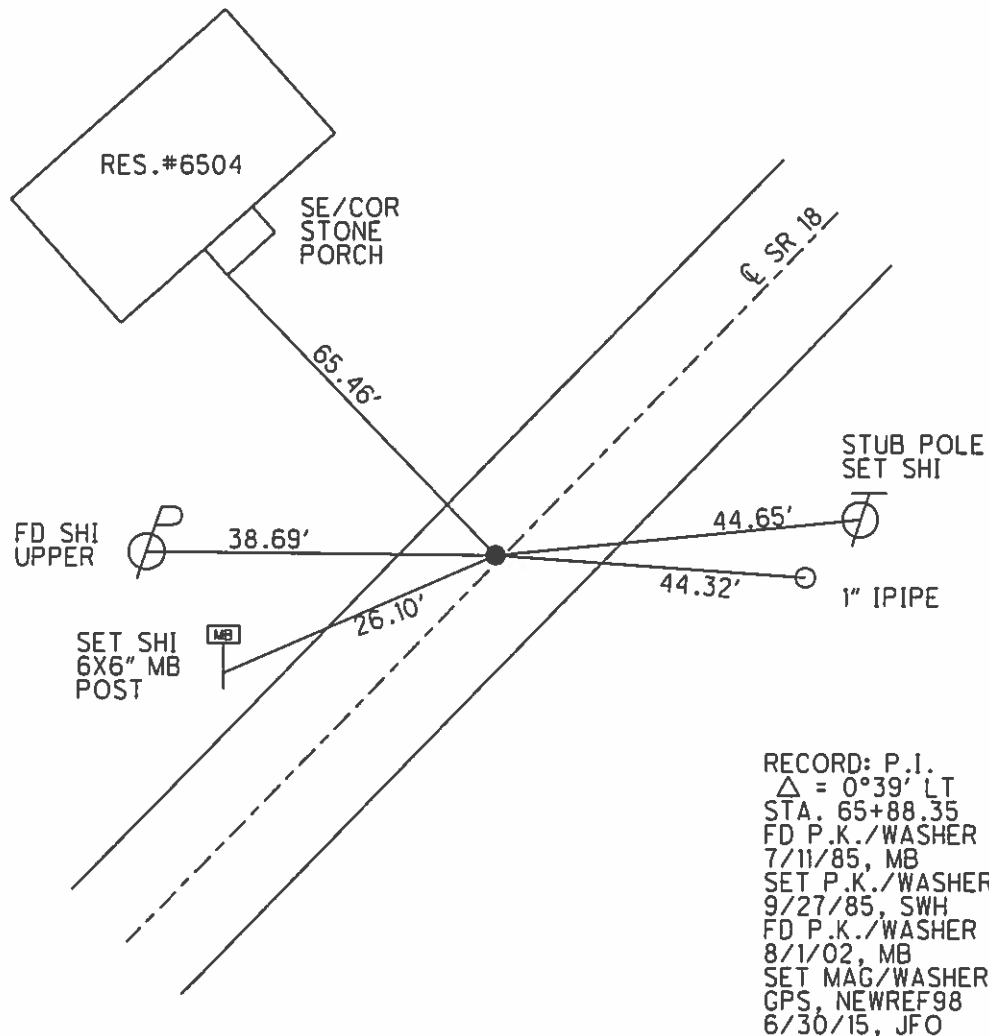 RES.#6504
SE/COR
STONE
PORCH
℄ SR 18
65.46'
STUB POLE
SET SHI
FD SHI
UPPER
38.69'
44.65'
44.32'
1" IPIPE
26.10'
MB
SET SHI
6X6" MB
POST
RECORD: P.I.
△ = 0°39' LT
STA. 65+88.35
FD P.K./WASHER
7/11/85, MB
SET P.K./WASHER
9/27/85, SWH
FD P.K./WASHER
8/1/02, MB
SET MAG/WASHER
GPS, NEWREF98
6/30/15, JFO